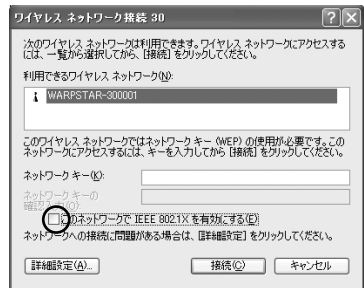 ワイヤレス ネットワーク接続 30
次のワイヤレス ネットワークは利用できます。ワイヤレス ネットワークにアクセスする
には、一覧から選択してから、[接続] をクリックしてください。
利用できるワイヤレス ネットワーク(N):
WARPSTAR-300001
このワイヤレス ネットワークではネットワーク キー (WEP) の使用が必要です。この
ネットワークにアクセスするには、キーを入力してから [接続] をクリックしてください。
ネットワーク キー(K):
ネットワーク キーの
確認入力(O):
このネットワークで IEEE 802.1X を有効にする(E)
ネットワークへの接続に問題がある場合は、[詳細設定] をクリックしてください。
詳細設定(A)...
接続(C)
キャンセル